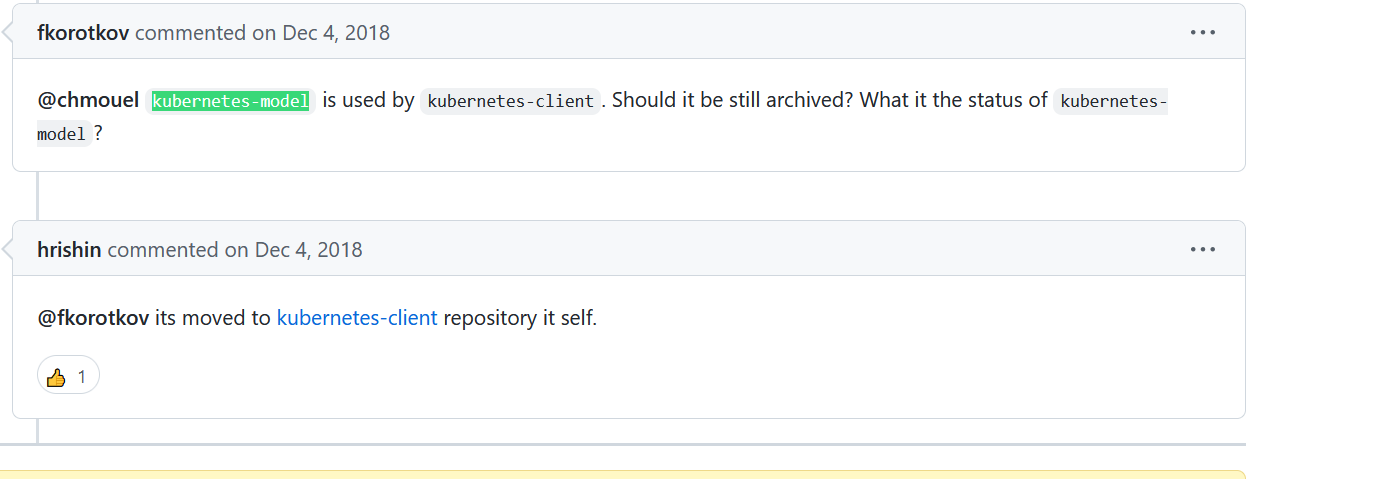 fkorotkov commented on Dec 4, 2018
@chmouel kubernetes-model is used by kubernetes-client. Should it be still archived? What it the status of kubernetes-
model?
hrishin commented on Dec 4, 2018
@fkorotkov its moved to kubernetes-client repository it self.
👍 1